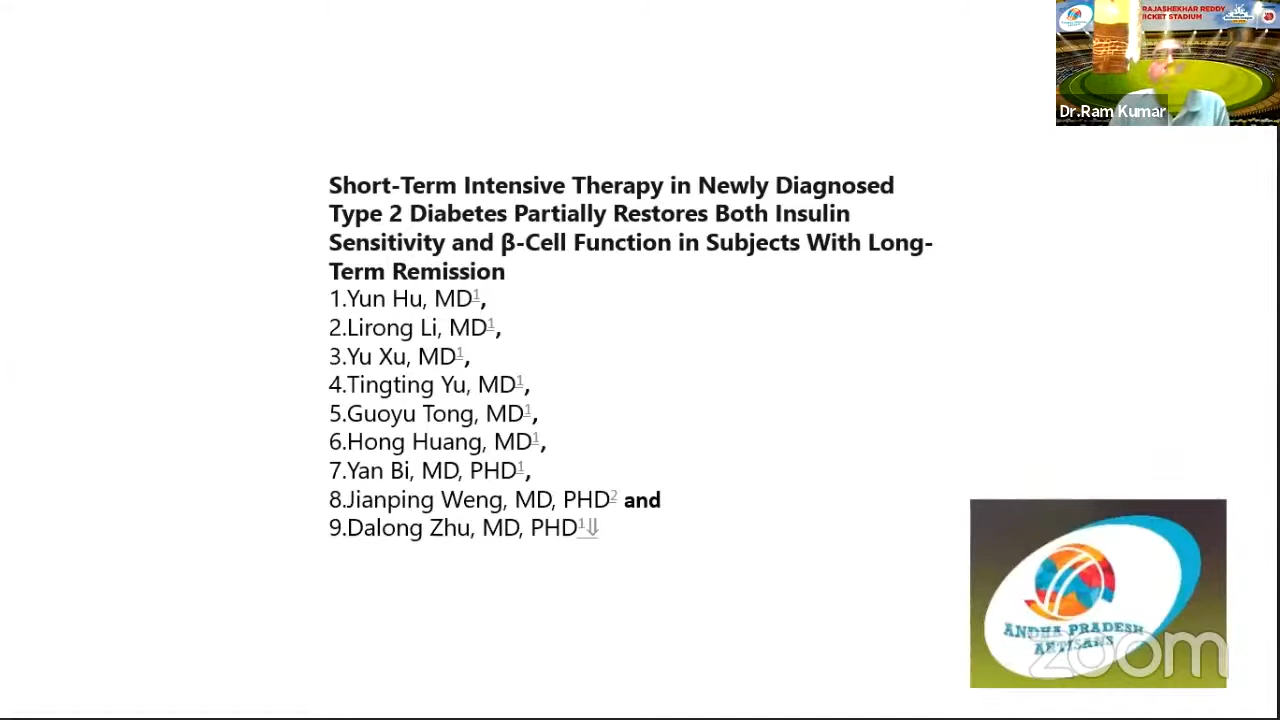 RAJASHEKHAR REDDY
CKET STADIUM
Dr.Ram Kumar
Short-Term Intensive Therapy in Newly Diagnosed
Type 2 Diabetes Partially Restores Both Insulin
Sensitivity and β-Cell Function in Subjects With Long-
Term Remission
1.Yun Hu, MD1,
2.Lirong Li, MD1,
3.Yu Xu, MD1,
4.Tingting Yu, MD1,
5.Guoyu Tong, MD1,
6.Hong Huang, MD1,
7.Yan Bi, MD, PHD1,
8.Jianping Weng, MD, PHD2 and
9.Dalong Zhu, MD, PHD1⇓
ANDHA PRADESH
ARTISANS
zoom